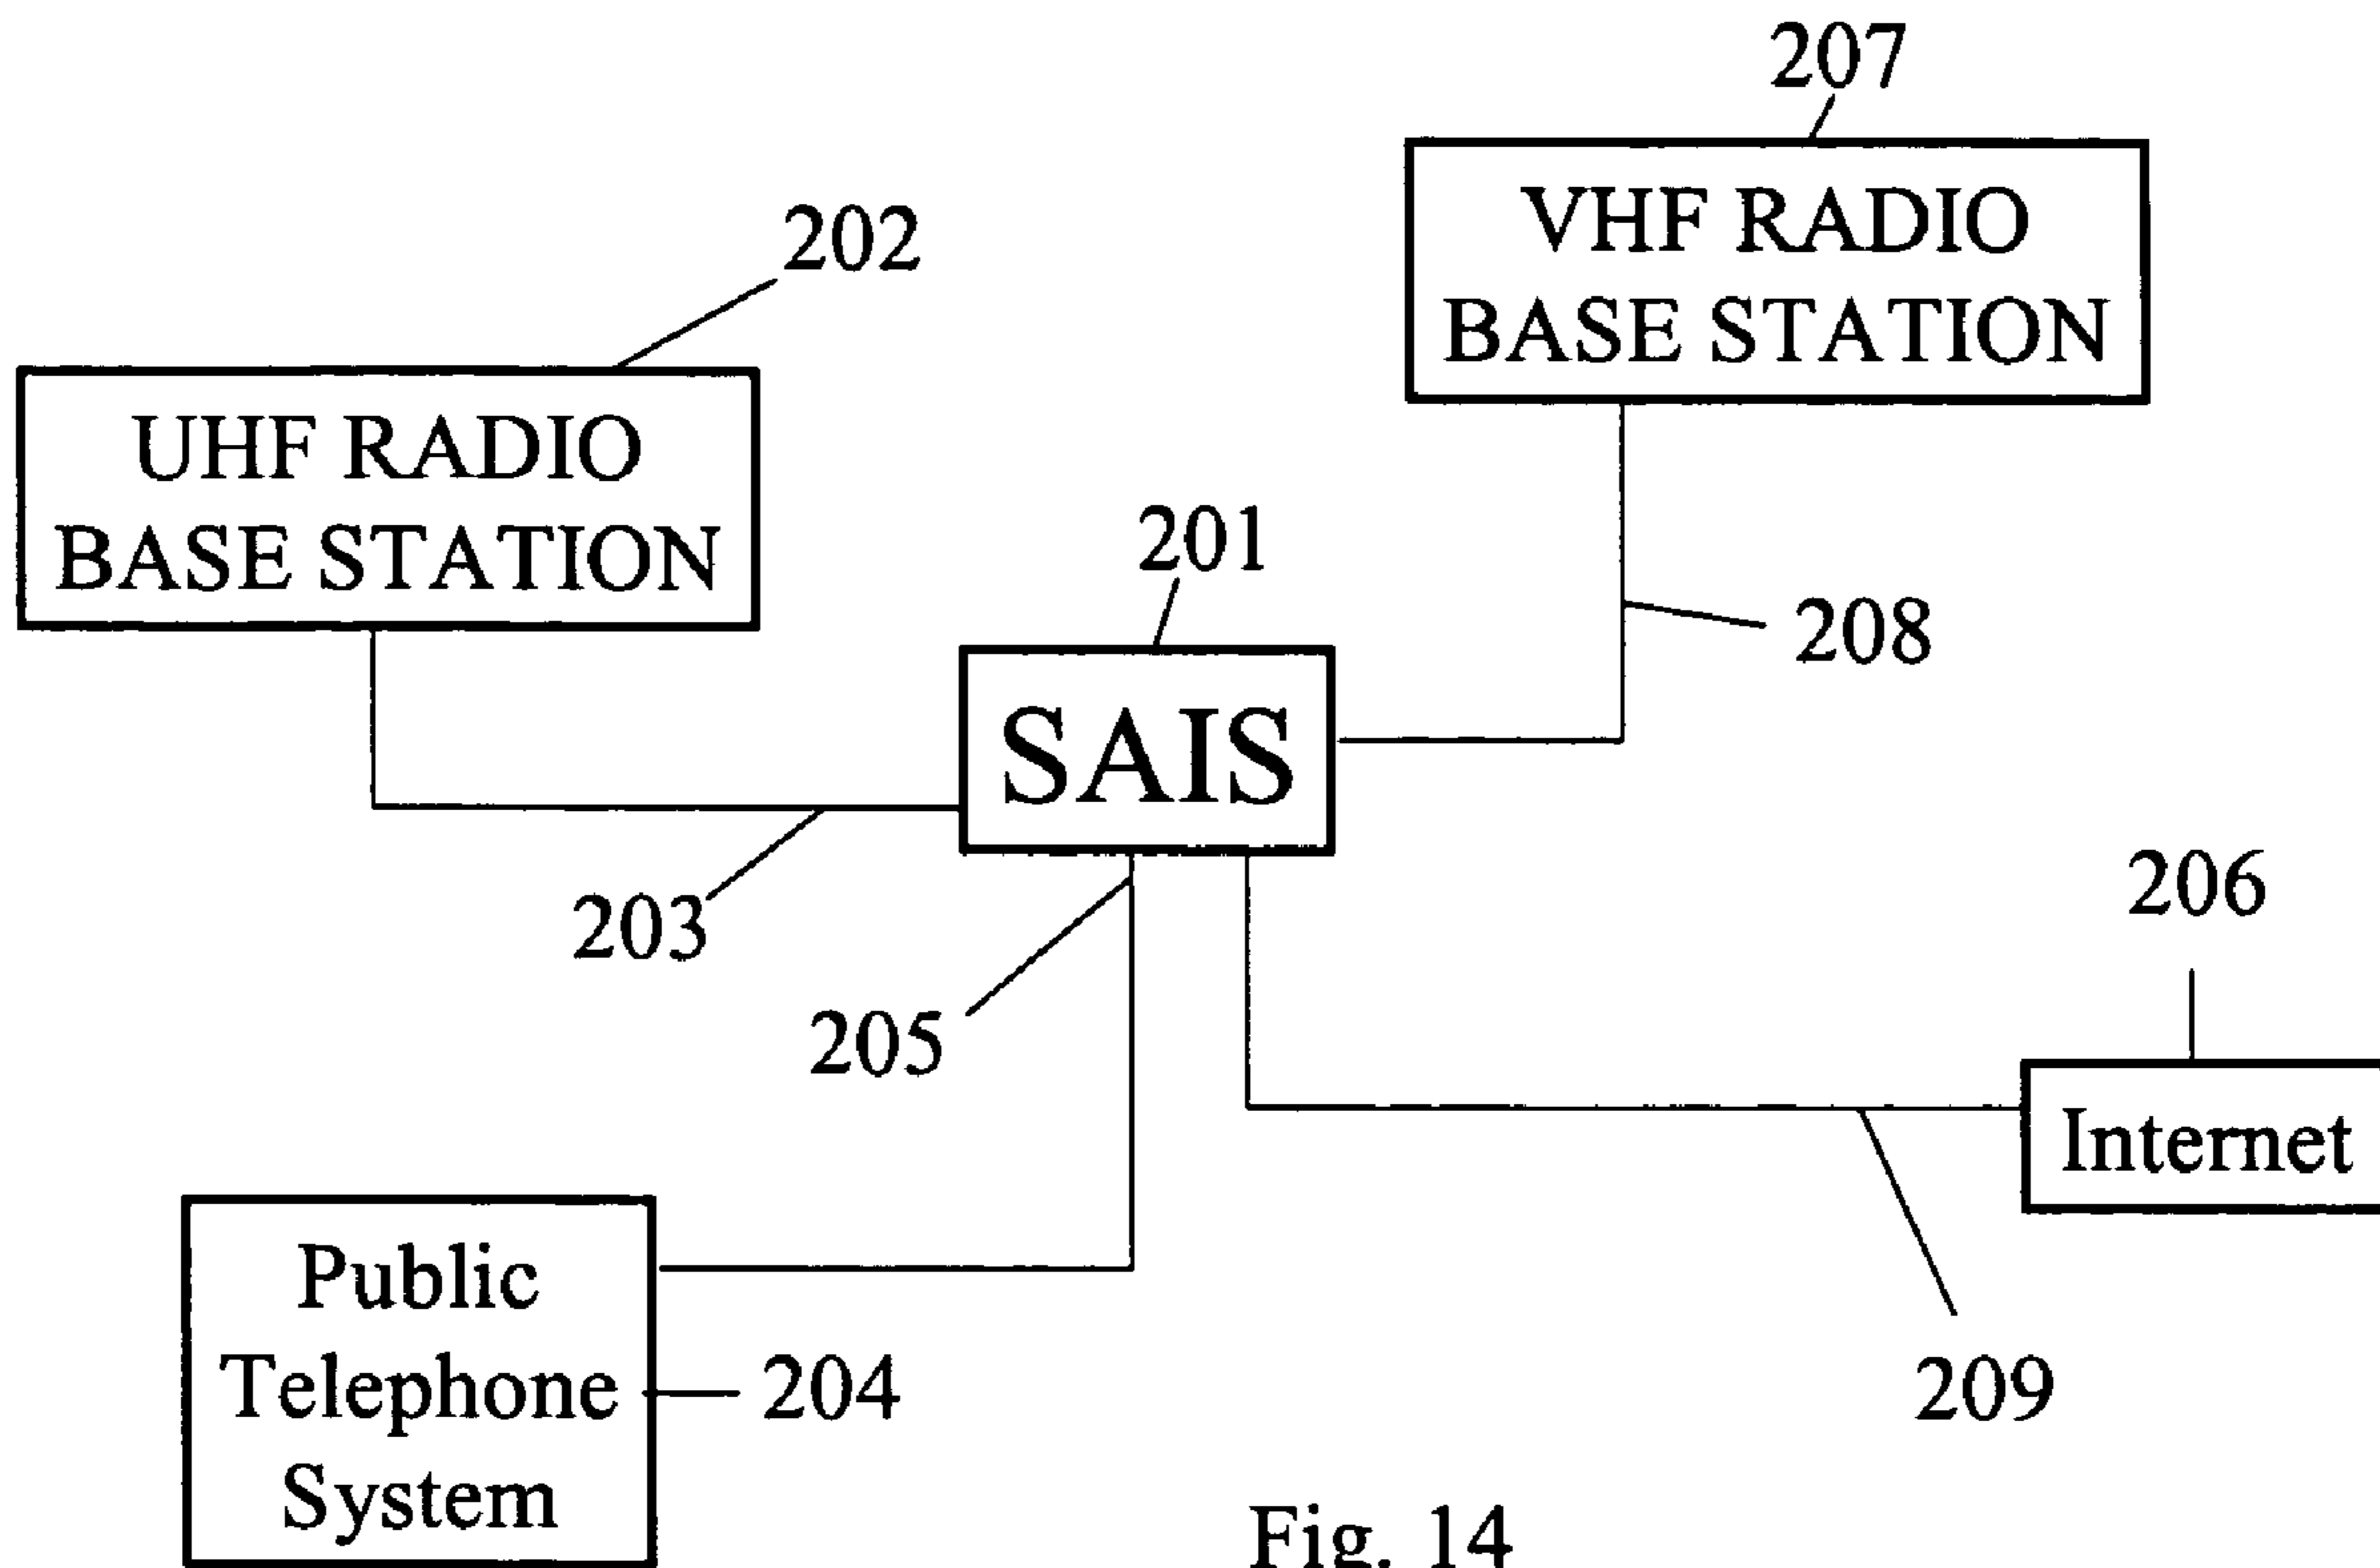 207
VHF RADIO
BASE STATION
202
UHF RADIO
BASE STATION
201
SAIS
208
203
205
206
Internet
Public
Telephone
System
204
209
Fig. 14